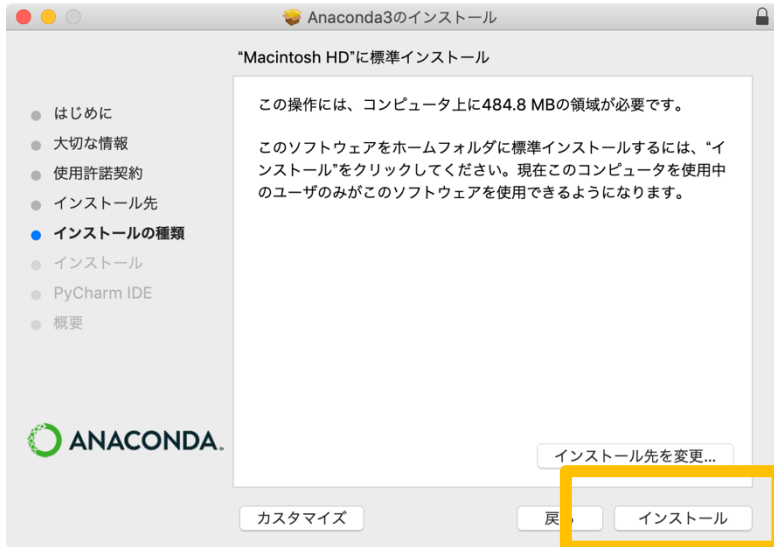 Anaconda3のインストール
“Macintosh HD”に標準インストール
はじめに
大切な情報
使用許諾契約
インストール先
インストールの種類
インストール
PyCharm IDE
概要
この操作には、コンピュータ上に484.8 MBの領域が必要です。
このソフトウェアをホームフォルダに標準インストールするには、“イ
ンストール”をクリックしてください。現在このコンピュータを使用中
のユーザのみがこのソフトウェアを使用できるようになります。
ANACONDA.
インストール先を変更...
カスタマイズ
戻る
インストール